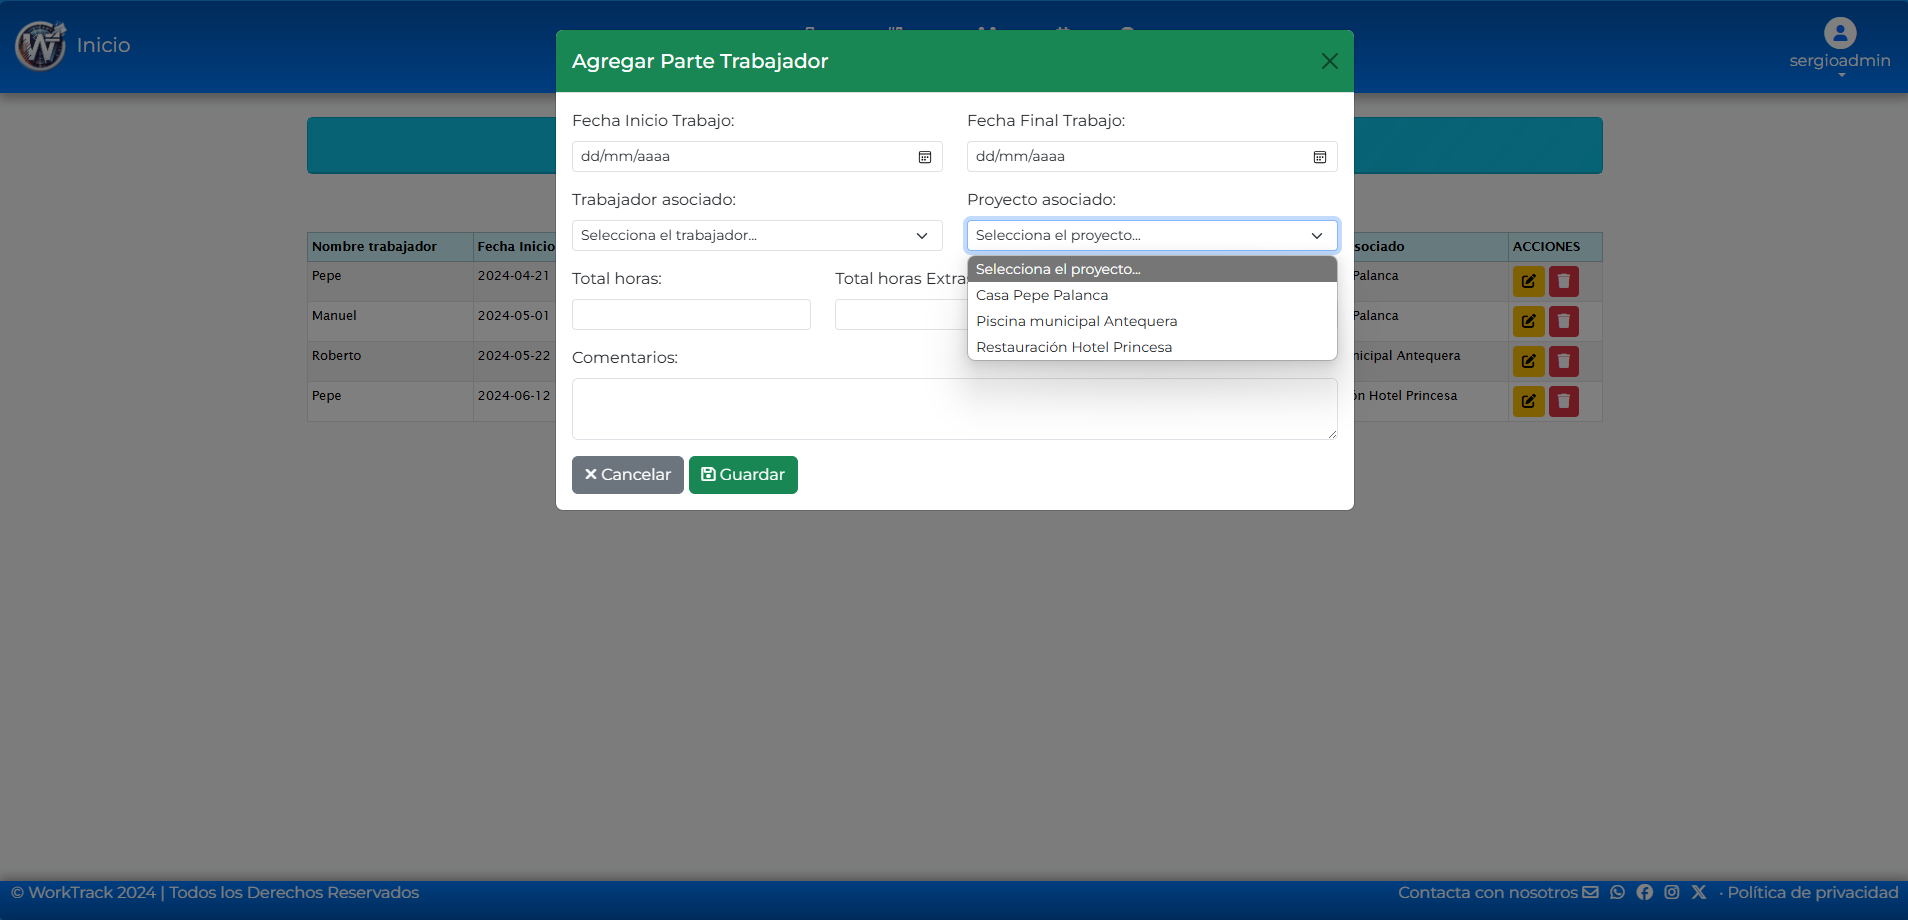 Inicio
sergioadmin
Agregar Parte Trabajador
Fecha Inicio Trabajo:
Fecha Final Trabajo:
dd/mm/aaaa
dd/mm/aaaa
Trabajador asociado:
Proyecto asociado:
Selecciona el trabajador...
Selecciona el proyecto...
Selecciona el proyecto...
Casa Pepe Palanca
Piscina municipal Antequera
Restauración Hotel Princesa
Total horas:
Total horas Extra
Comentarios:
Cancelar
Guardar
Nombre trabajador
Fecha Inicio
sociado
ACCIONES
Pepe
2024-04-21
Palanca
Manuel
2024-05-01
Palanca
Roberto
2024-05-22
nicipal Antequera
Pepe
2024-06-12
ón Hotel Princesa
© WorkTrack 2024 | Todos los Derechos Reservados
Contacta con nosotros
· Política de privacidad